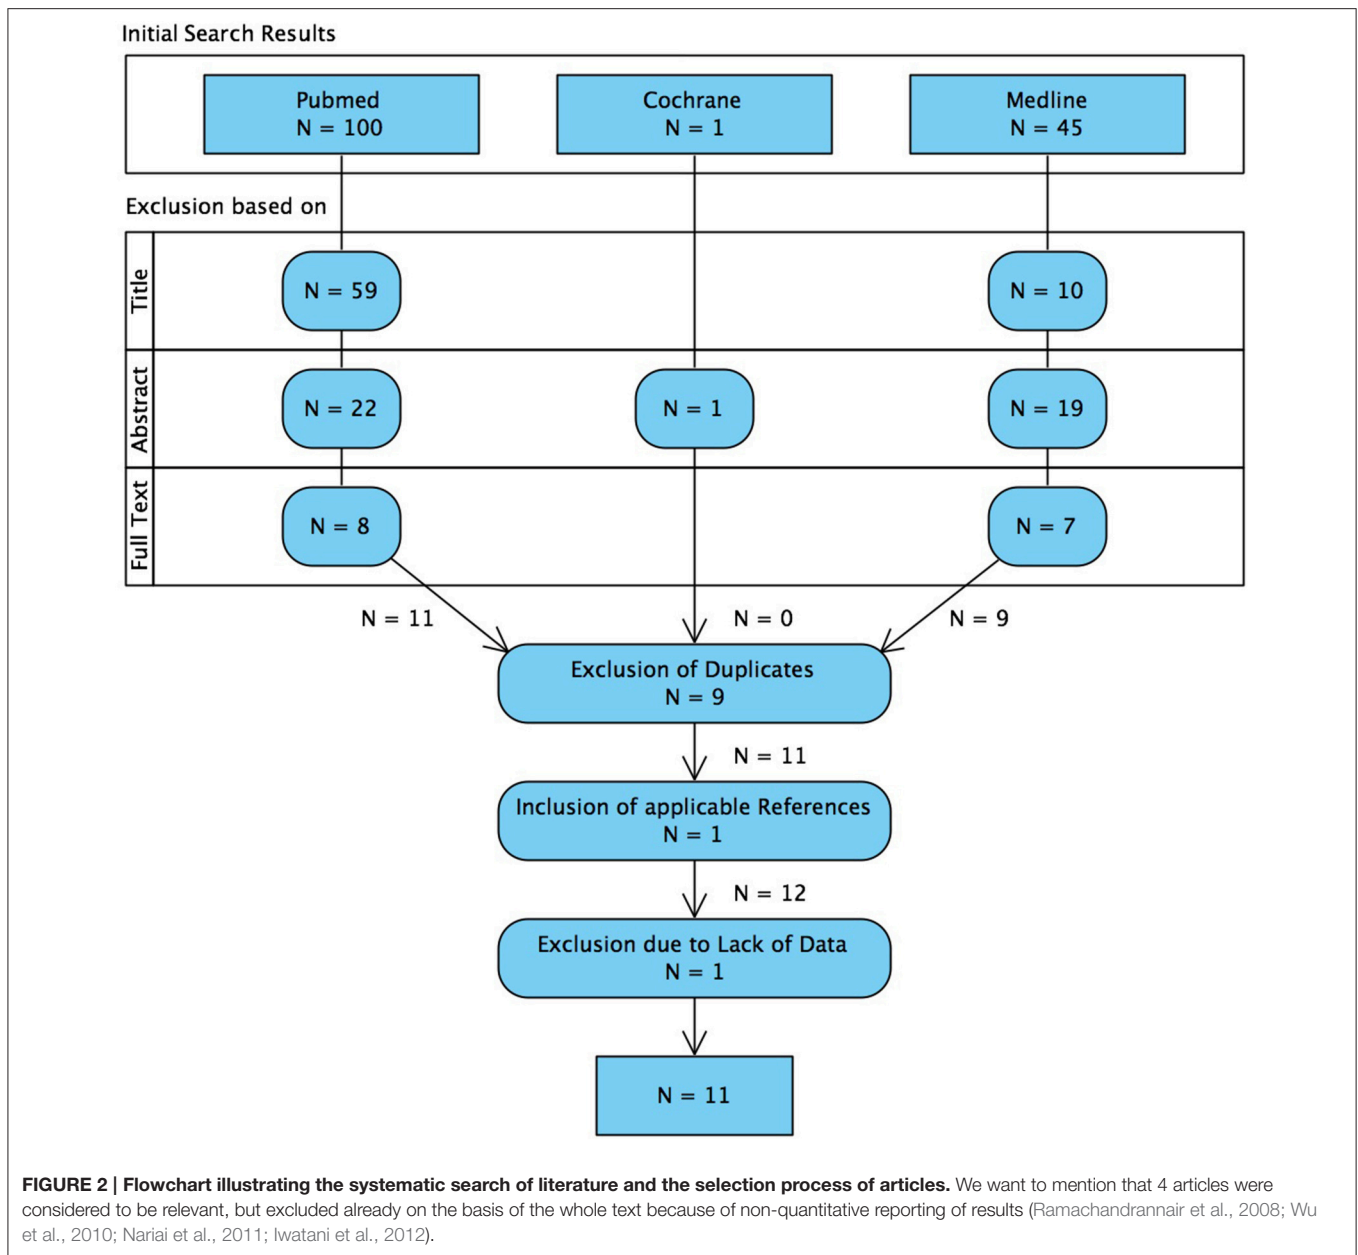 Initial Search Results
Pubmed
N = 100
Cochrane
N = 1
Medline
N = 45
Exclusion based on
Title
N = 59
N = 10
Abstract
N = 22
N = 1
N = 19
Full Text
N = 8
N = 7
N = 11
N = 0
N = 9
Exclusion of Duplicates
N = 9
N = 11
Inclusion of applicable References
N = 1
N = 12
Exclusion due to Lack of Data
N = 1
N = 11
FIGURE 2 | Flowchart illustrating the systematic search of literature and the selection process of articles. We want to mention that 4 articles were
considered to be relevant, but excluded already on the basis of the whole text because of non-quantitative reporting of results (Ramachandrannair et al., 2008; Wu
et al., 2010; Nariai et al., 2011; Iwatani et al., 2012).